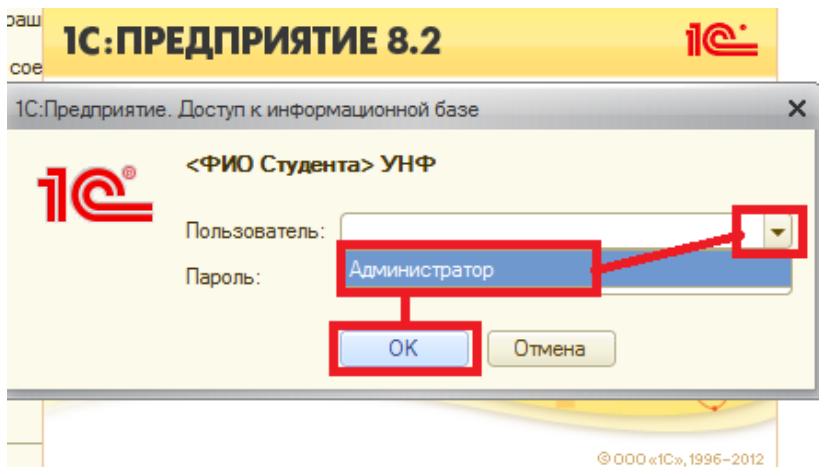 раш
1С:ПРЕДПРИЯТИЕ 8.2
1С
сое
1С:Предприятие. Доступ к информационной базе
1С®
<ФИО Студента> УНФ
Пользователь:
Администратор
Пароль:
OK
Отмена
© ООО «1С», 1996–2012